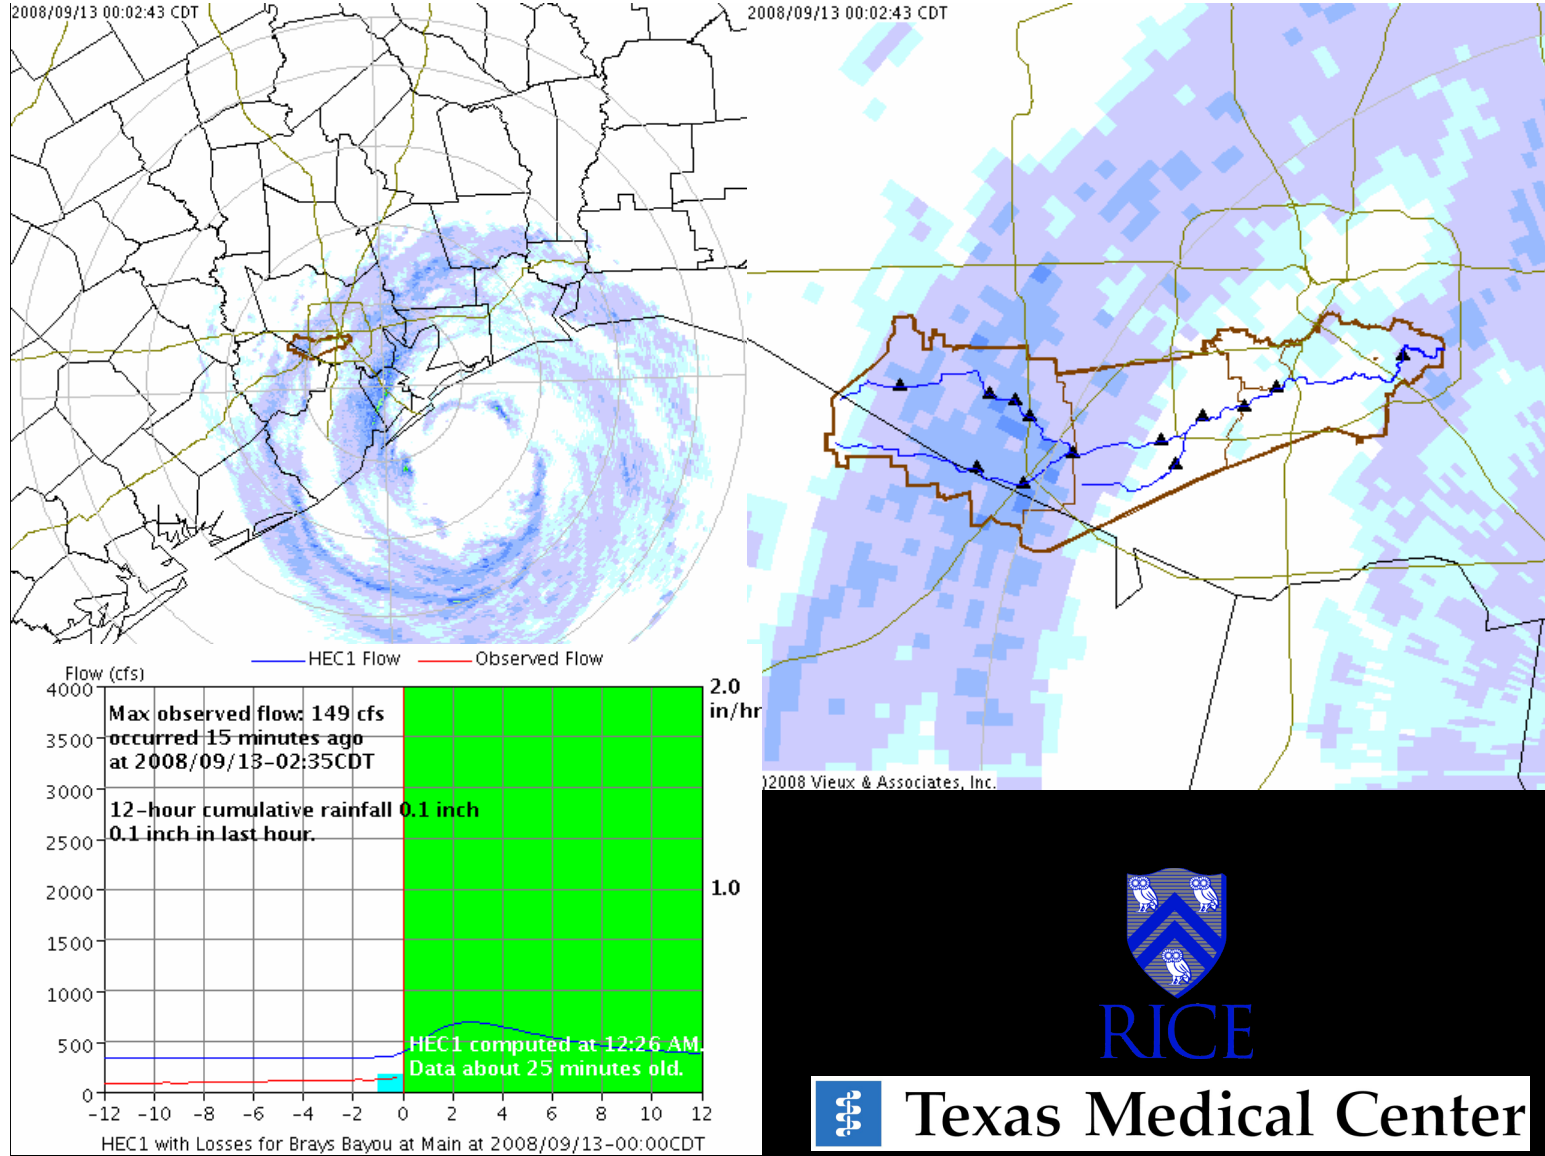 2008/09/13 00:02:43 CDT
2008/09/13 00:02:43 CDT
)2008 Vieux & Associates, Inc.
HEC1 Flow
Observed Flow
Flow (cfs)
4000
3500
3000
2500
2000
1500
1000
500
0
2.0
in/hr
1.0
Max observed flow: 149 cfs
occurred 15 minutes ago
at 2008/09/13-02:35CDT
12-hour cumulative rainfall 0.1 inch
0.1 inch in last hour.
HEC1 computed at 12:26 AM.
Data about 25 minutes old.
-12 -10 -8 -6 -4 -2 0 2 4 6 8 10 12
HEC1 with Losses for Brays Bayou at Main at 2008/09/13-00:00CDT
RICE
Texas Medical Center